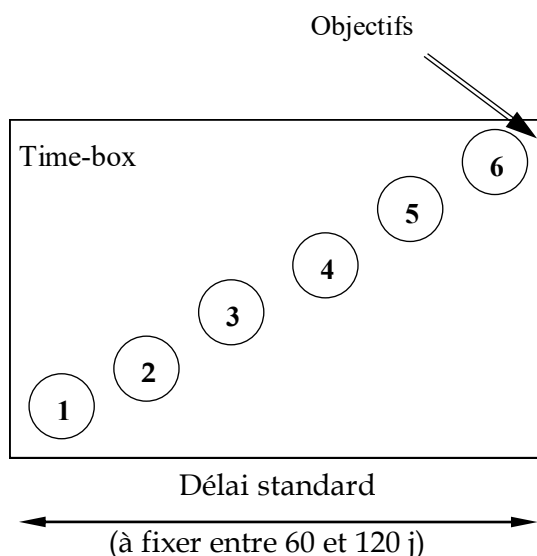 Objectifs
Time-box
6
5
4
3
2
1
Délai standard
(à fixer entre 60 et 120 j)